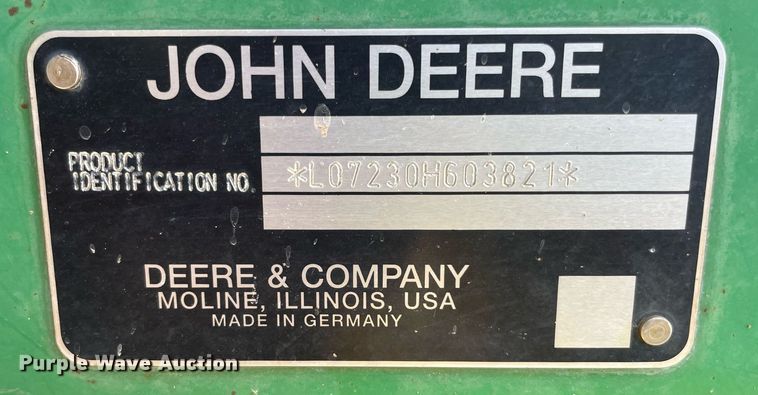 JOHN DEERE
PRODUCT
IDENTIFICATION NO.
*L07230H603821*
DEERE & COMPANY
MOLINE, ILLINOIS, USA
MADE IN GERMANY
Purple Wave Auction